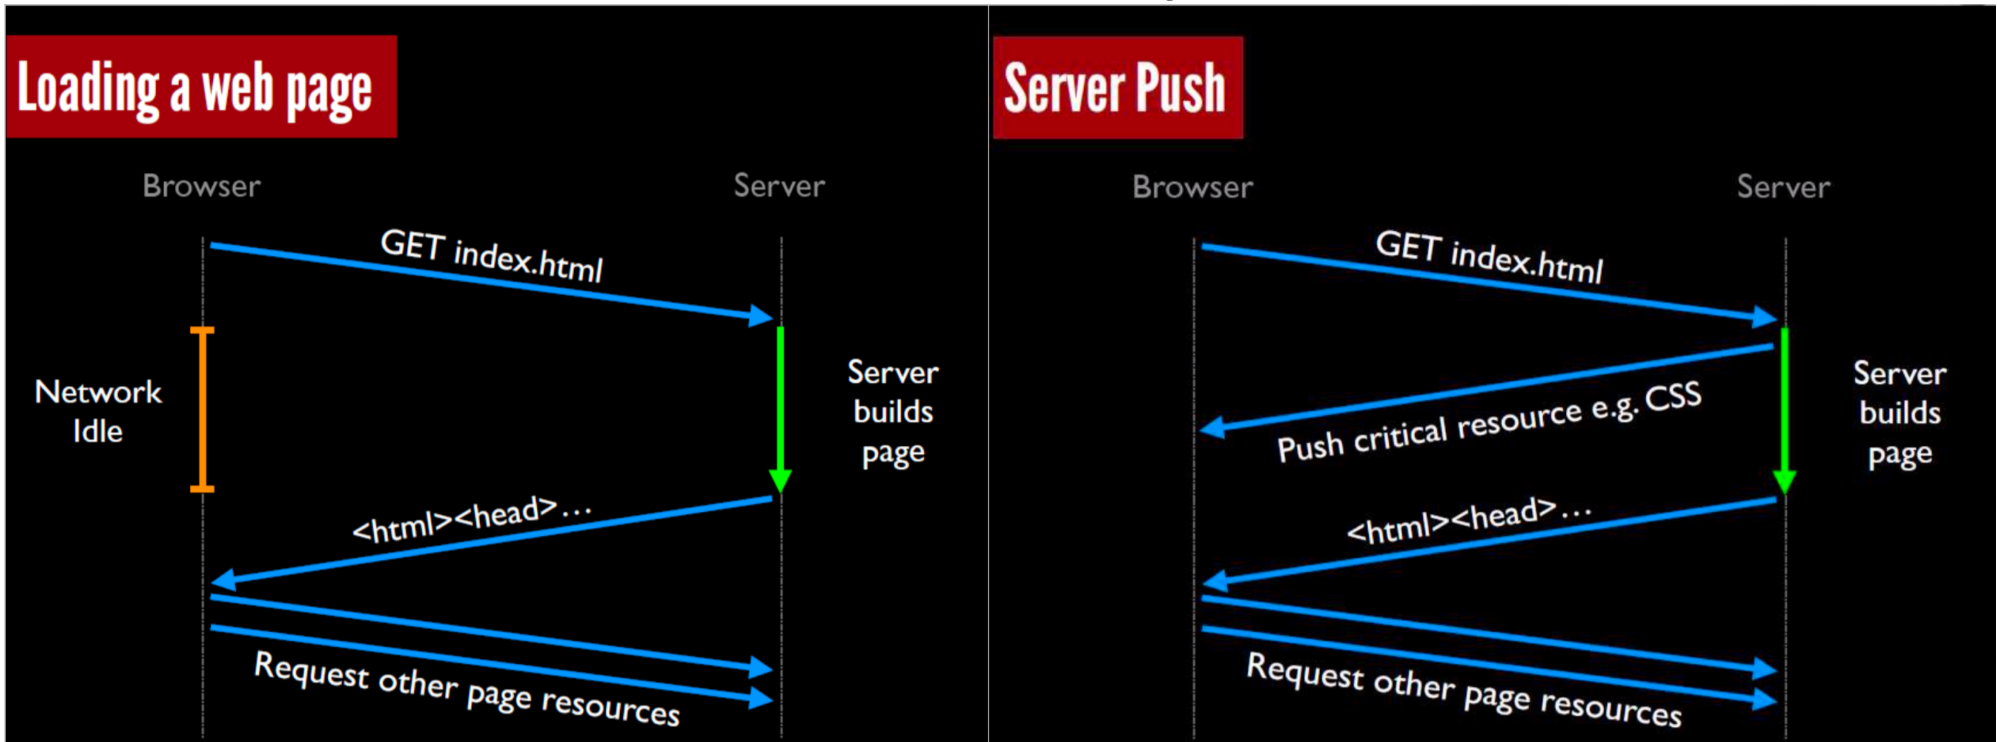 Loading a web page
Browser
Server
GET index.html
Network
Idle
Server
builds
page
<html><head>...
Request other page resources
Server Push
Browser
Server
GET index.html
Push critical resource e.g. CSS
Server
builds
page
<html><head>...
Request other page resources